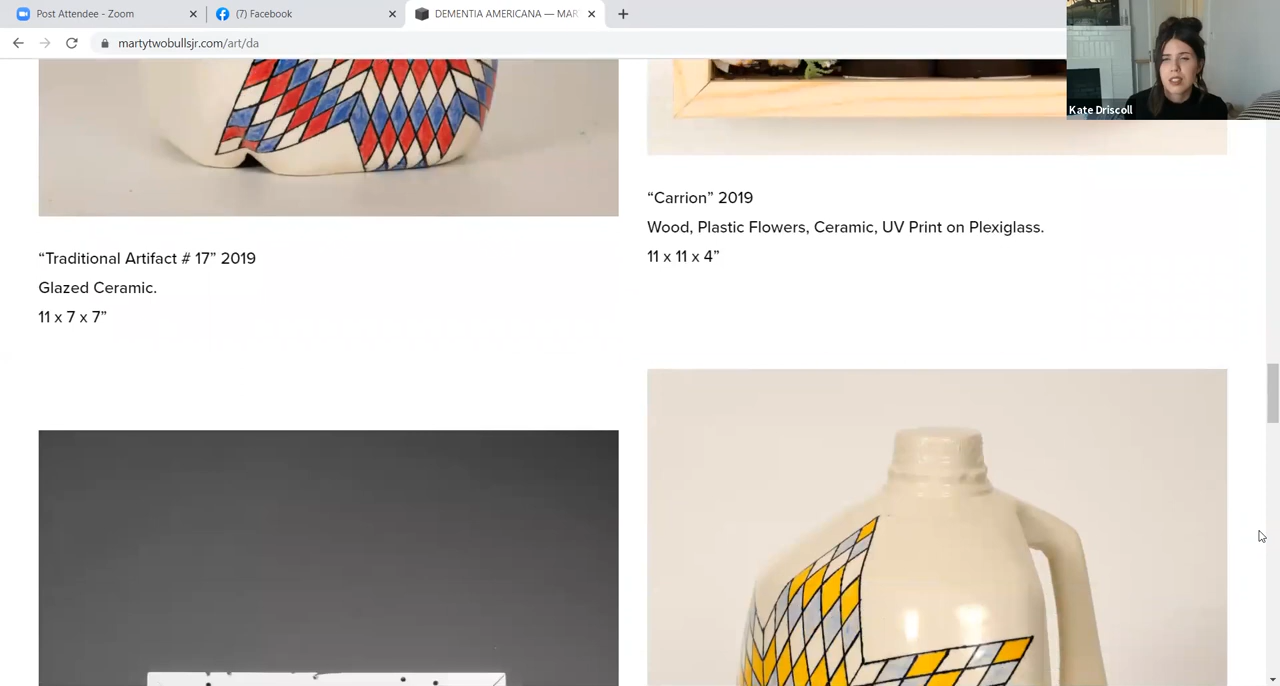 Post Attendee - Zoom
(7) Facebook
DEMENTIA AMERICANA — MAR
martytwobullsjr.com/art/da
Kate Driscoll
“Traditional Artifact # 17” 2019
Glazed Ceramic.
11 x 7 x 7”
“Carrion” 2019
Wood, Plastic Flowers, Ceramic, UV Print on Plexiglass.
11 x 11 x 4”